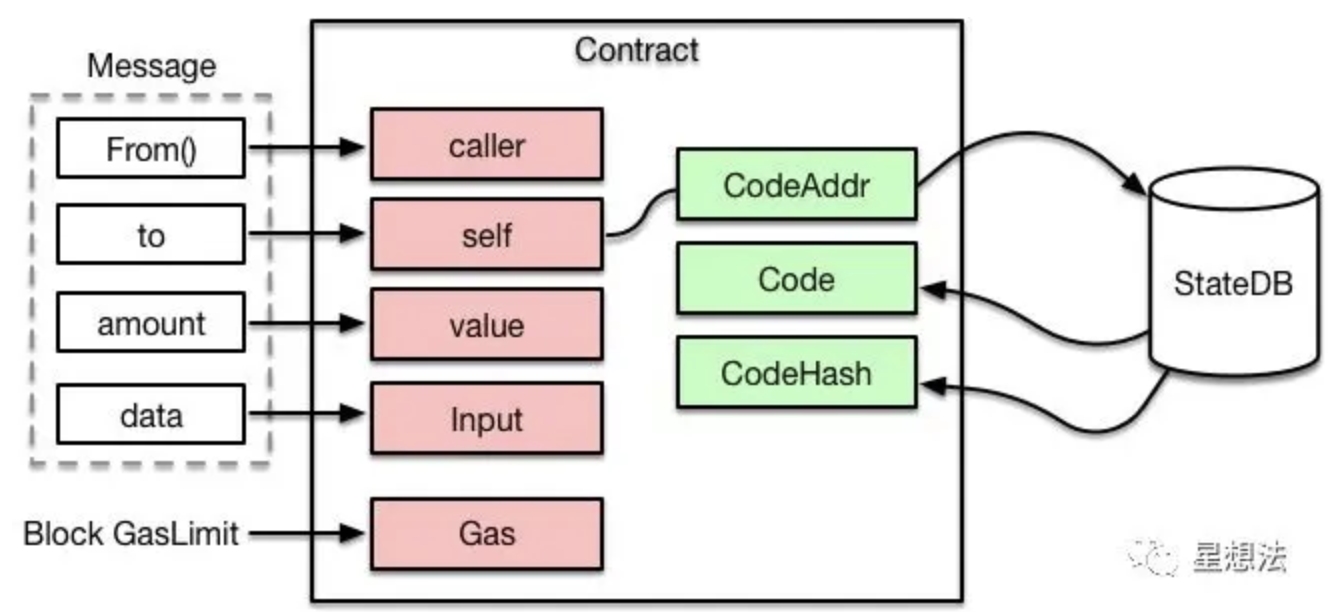 Message
From()
to
amount
data
Block GasLimit
Contract
caller
self
value
Input
Gas
CodeAddr
Code
CodeHash
StateDB
星想法